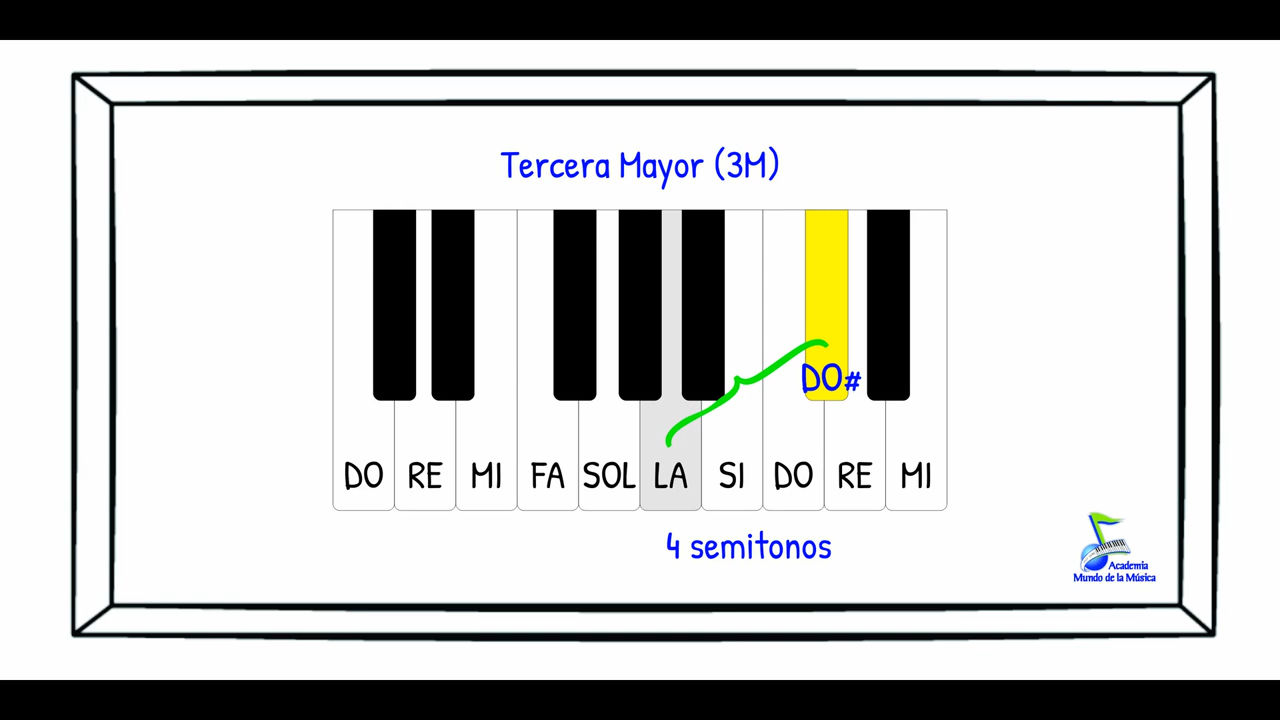 Tercera Mayor (3M)
DO#
DO RE MI FA SOL LA SI DO RE MI
4 semitonos
Academia
Mundo de la Música